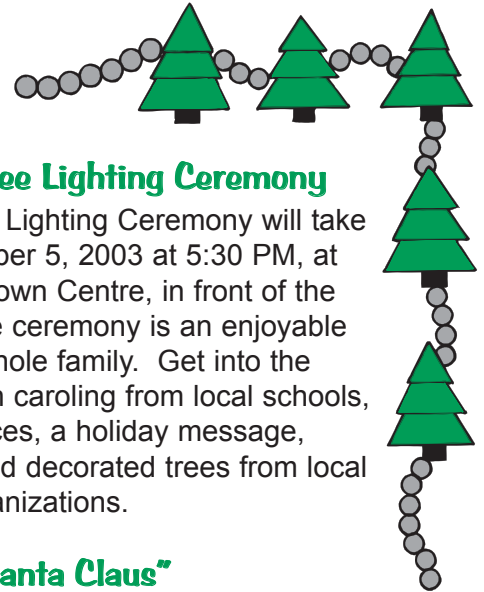 ee Lighting Ceremony
Lighting Ceremony will take
ber 5, 2003 at 5:30 PM, at
own Centre, in front of the
e ceremony is an enjoyable
hole family.  Get into the
n caroling from local schools,
ces, a holiday message,
d decorated trees from local
anizations.
anta Claus”